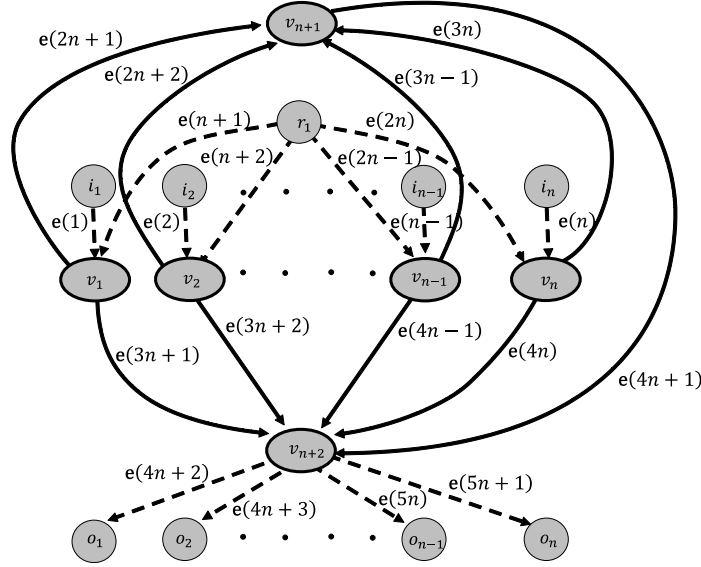 v_{n+1}
e(3n)
e(2n + 1)
e(2n + 2)
e(3n − 1)
e(n + 1)
r_1
e(2n)
e(n + 2)
e(2n − 1)
i_1
i_2
i_{n−1}
i_n
e(1)
e(2)
e(n − 1)
e(n)
v_1
v_2
v_{n−1}
v_n
e(3n + 1)
e(3n + 2)
e(4n − 1)
e(4n)
e(4n + 1)
v_{n+2}
e(4n + 2)
e(4n + 3)
e(5n)
e(5n + 1)
o_1
o_2
o_{n−1}
o_n